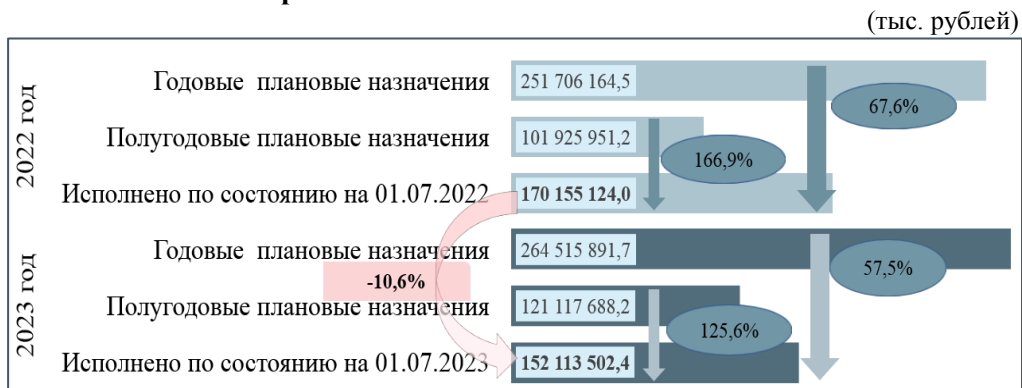 (тыс. рублей)
2022 год
Годовые плановые назначения 251 706 164,5
67,6%
Полугодовые плановые назначения 101 925 951,2
166,9%
Исполнено по состоянию на 01.07.2022 170 155 124,0
2023 год
Годовые плановые назначения 264 515 891,7
57,5%
-10,6%
Полугодовые плановые назначения 121 117 688,2
125,6%
Исполнено по состоянию на 01.07.2023 152 113 502,4